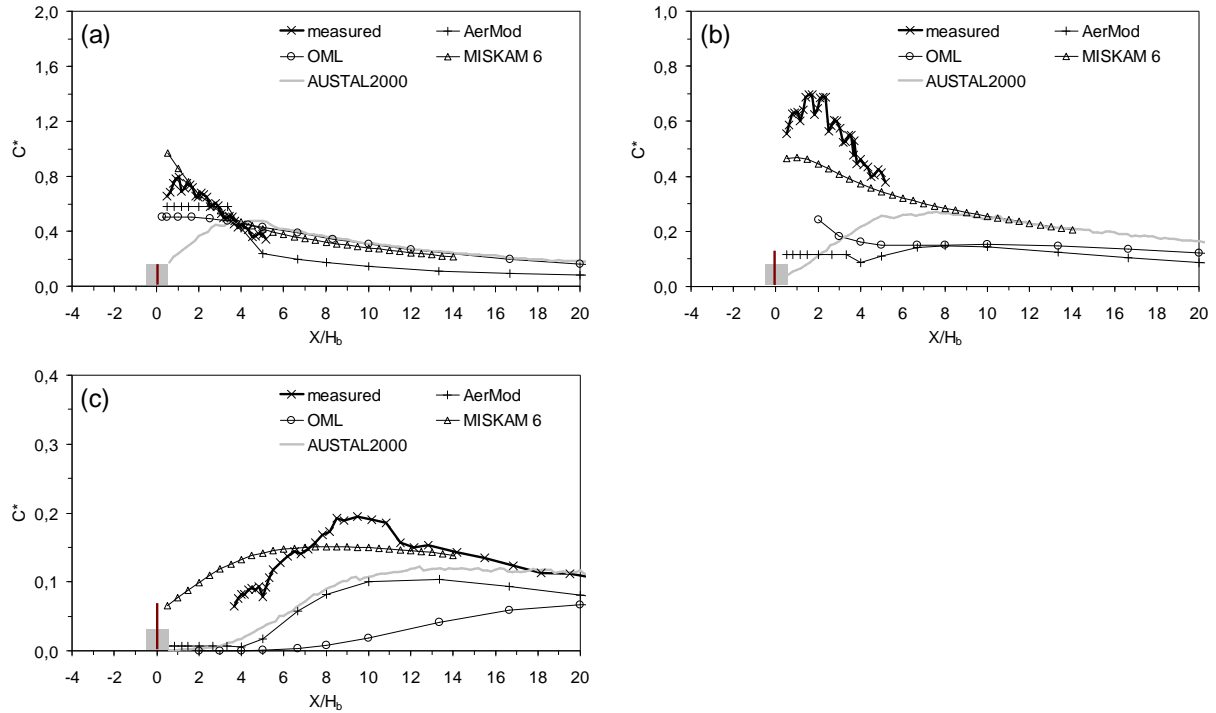 (a)
measured AerMod
OML MISKAM 6
AUSTAL2000
2,0
1,6
1,2
0,8
0,4
0,0
C*
-4 -2 0 2 4 6 8 10 12 14 16 18 20
X/Hb
(b)
measured AerMod
OML MISKAM 6
AUSTAL2000
1,0
0,8
0,6
0,4
0,2
0,0
C*
-4 -2 0 2 4 6 8 10 12 14 16 18 20
X/Hb
(c)
measured AerMod
OML MISKAM 6
AUSTAL2000
0,4
0,3
0,2
0,1
0,0
C*
-4 -2 0 2 4 6 8 10 12 14 16 18 20
X/Hb